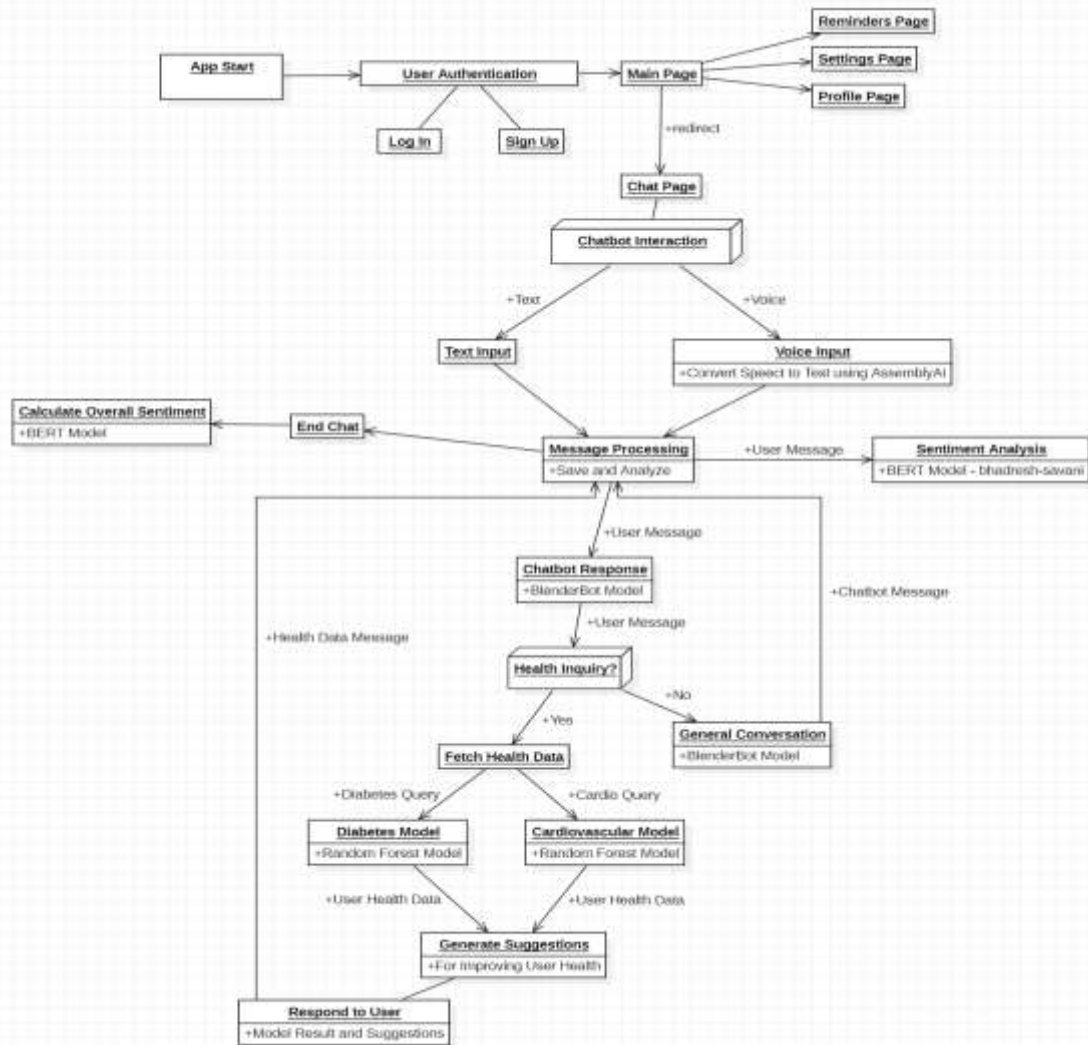 Reminders Page
App Start
User Authentication
Main Page
Settings Page
Profile Page
Log In
Sign Up
+redirect
Chat Page
Chatbot Interaction
+Text
+Voice
Text Input
Voice Input
+Convert Speect to Text using AssemblyAI
Calculate Overall Sentiment
+BERT Model
End Chat
Message Processing
+Save and Analyze
+User Message
Sentiment Analysis
+BERT Model - bhadresh-savani
+User Message
Chatbot Response
+BlenderBot Model
+Chatbot Message
+User Message
+Health Data Message
Health Inquiry?
+No
+Yes
General Conversation
+BlenderBot Model
Fetch Health Data
+Diabetes Query
+Cardio Query
Diabetes Model
+Random Forest Model
Cardiovascular Model
+Random Forest Model
+User Health Data
+User Health Data
Generate Suggestions
+For Improving User Health
Respond to User
+Model Result and Suggestions